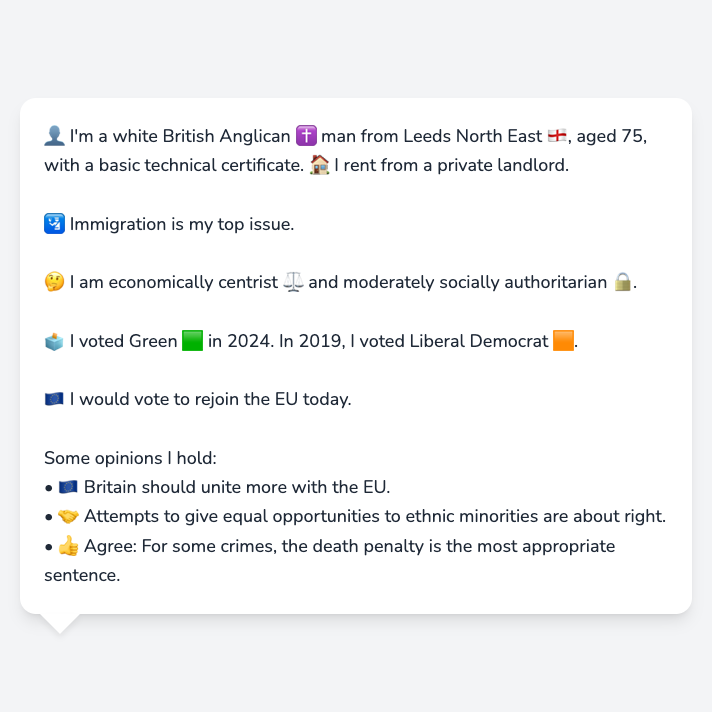 👤 I'm a white British Anglican ✝️ man from Leeds North East 🏴󠁧󠁢󠁥󠁮󠁧󠁿, aged 75,
with a basic technical certificate. 🏠 I rent from a private landlord.
🛂 Immigration is my top issue.
🤔 I am economically centrist ⚖️ and moderately socially authoritarian 🔒.
🗳️ I voted Green 🟩 in 2024. In 2019, I voted Liberal Democrat 🟧.
🇪🇺 I would vote to rejoin the EU today.
Some opinions I hold:
• 🇪🇺 Britain should unite more with the EU.
• 🤝 Attempts to give equal opportunities to ethnic minorities are about right.
• 👍 Agree: For some crimes, the death penalty is the most appropriate
sentence.